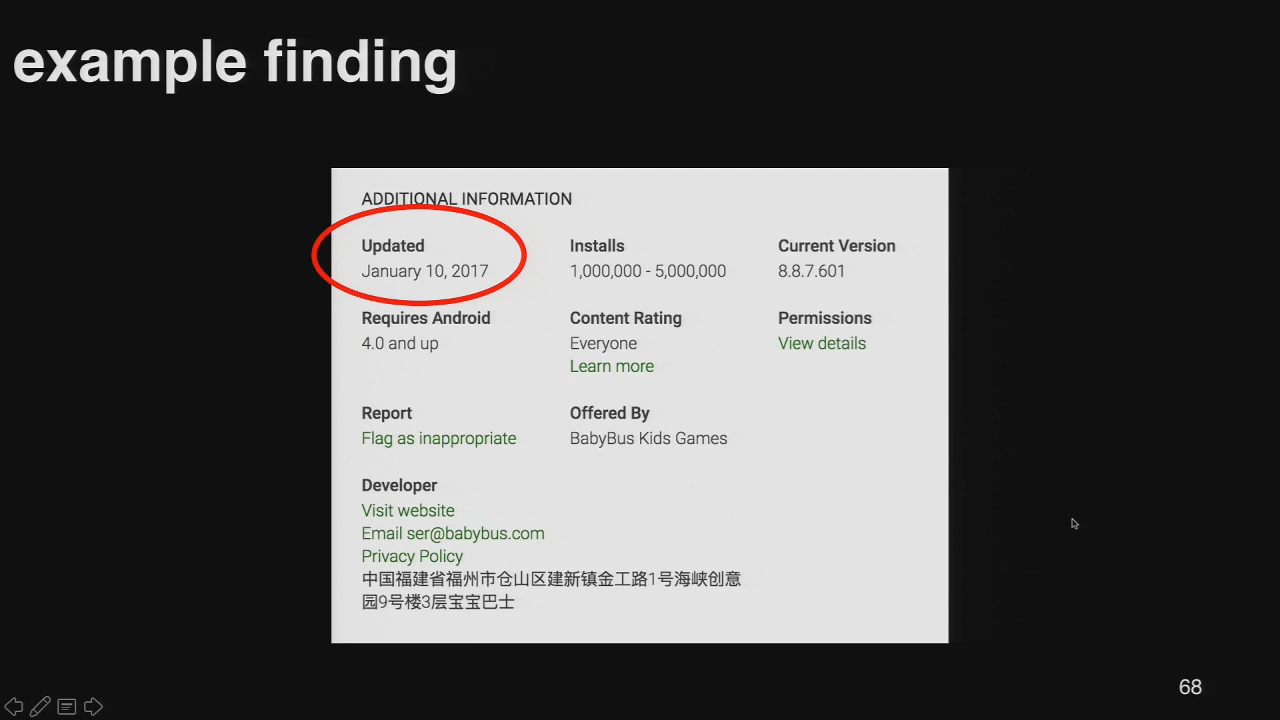 example finding
ADDITIONAL INFORMATION
Updated
January 10, 2017
Installs
1,000,000 - 5,000,000
Current Version
8.8.7.601
Requires Android
4.0 and up
Content Rating
Everyone
Learn more
Permissions
View details
Report
Flag as inappropriate
Offered By
BabyBus Kids Games
Developer
Visit website
Email ser@babybus.com
Privacy Policy
中国福建省福州市仓山区建新镇金工路1号海峡创意
园9号楼3层宝宝巴士
68